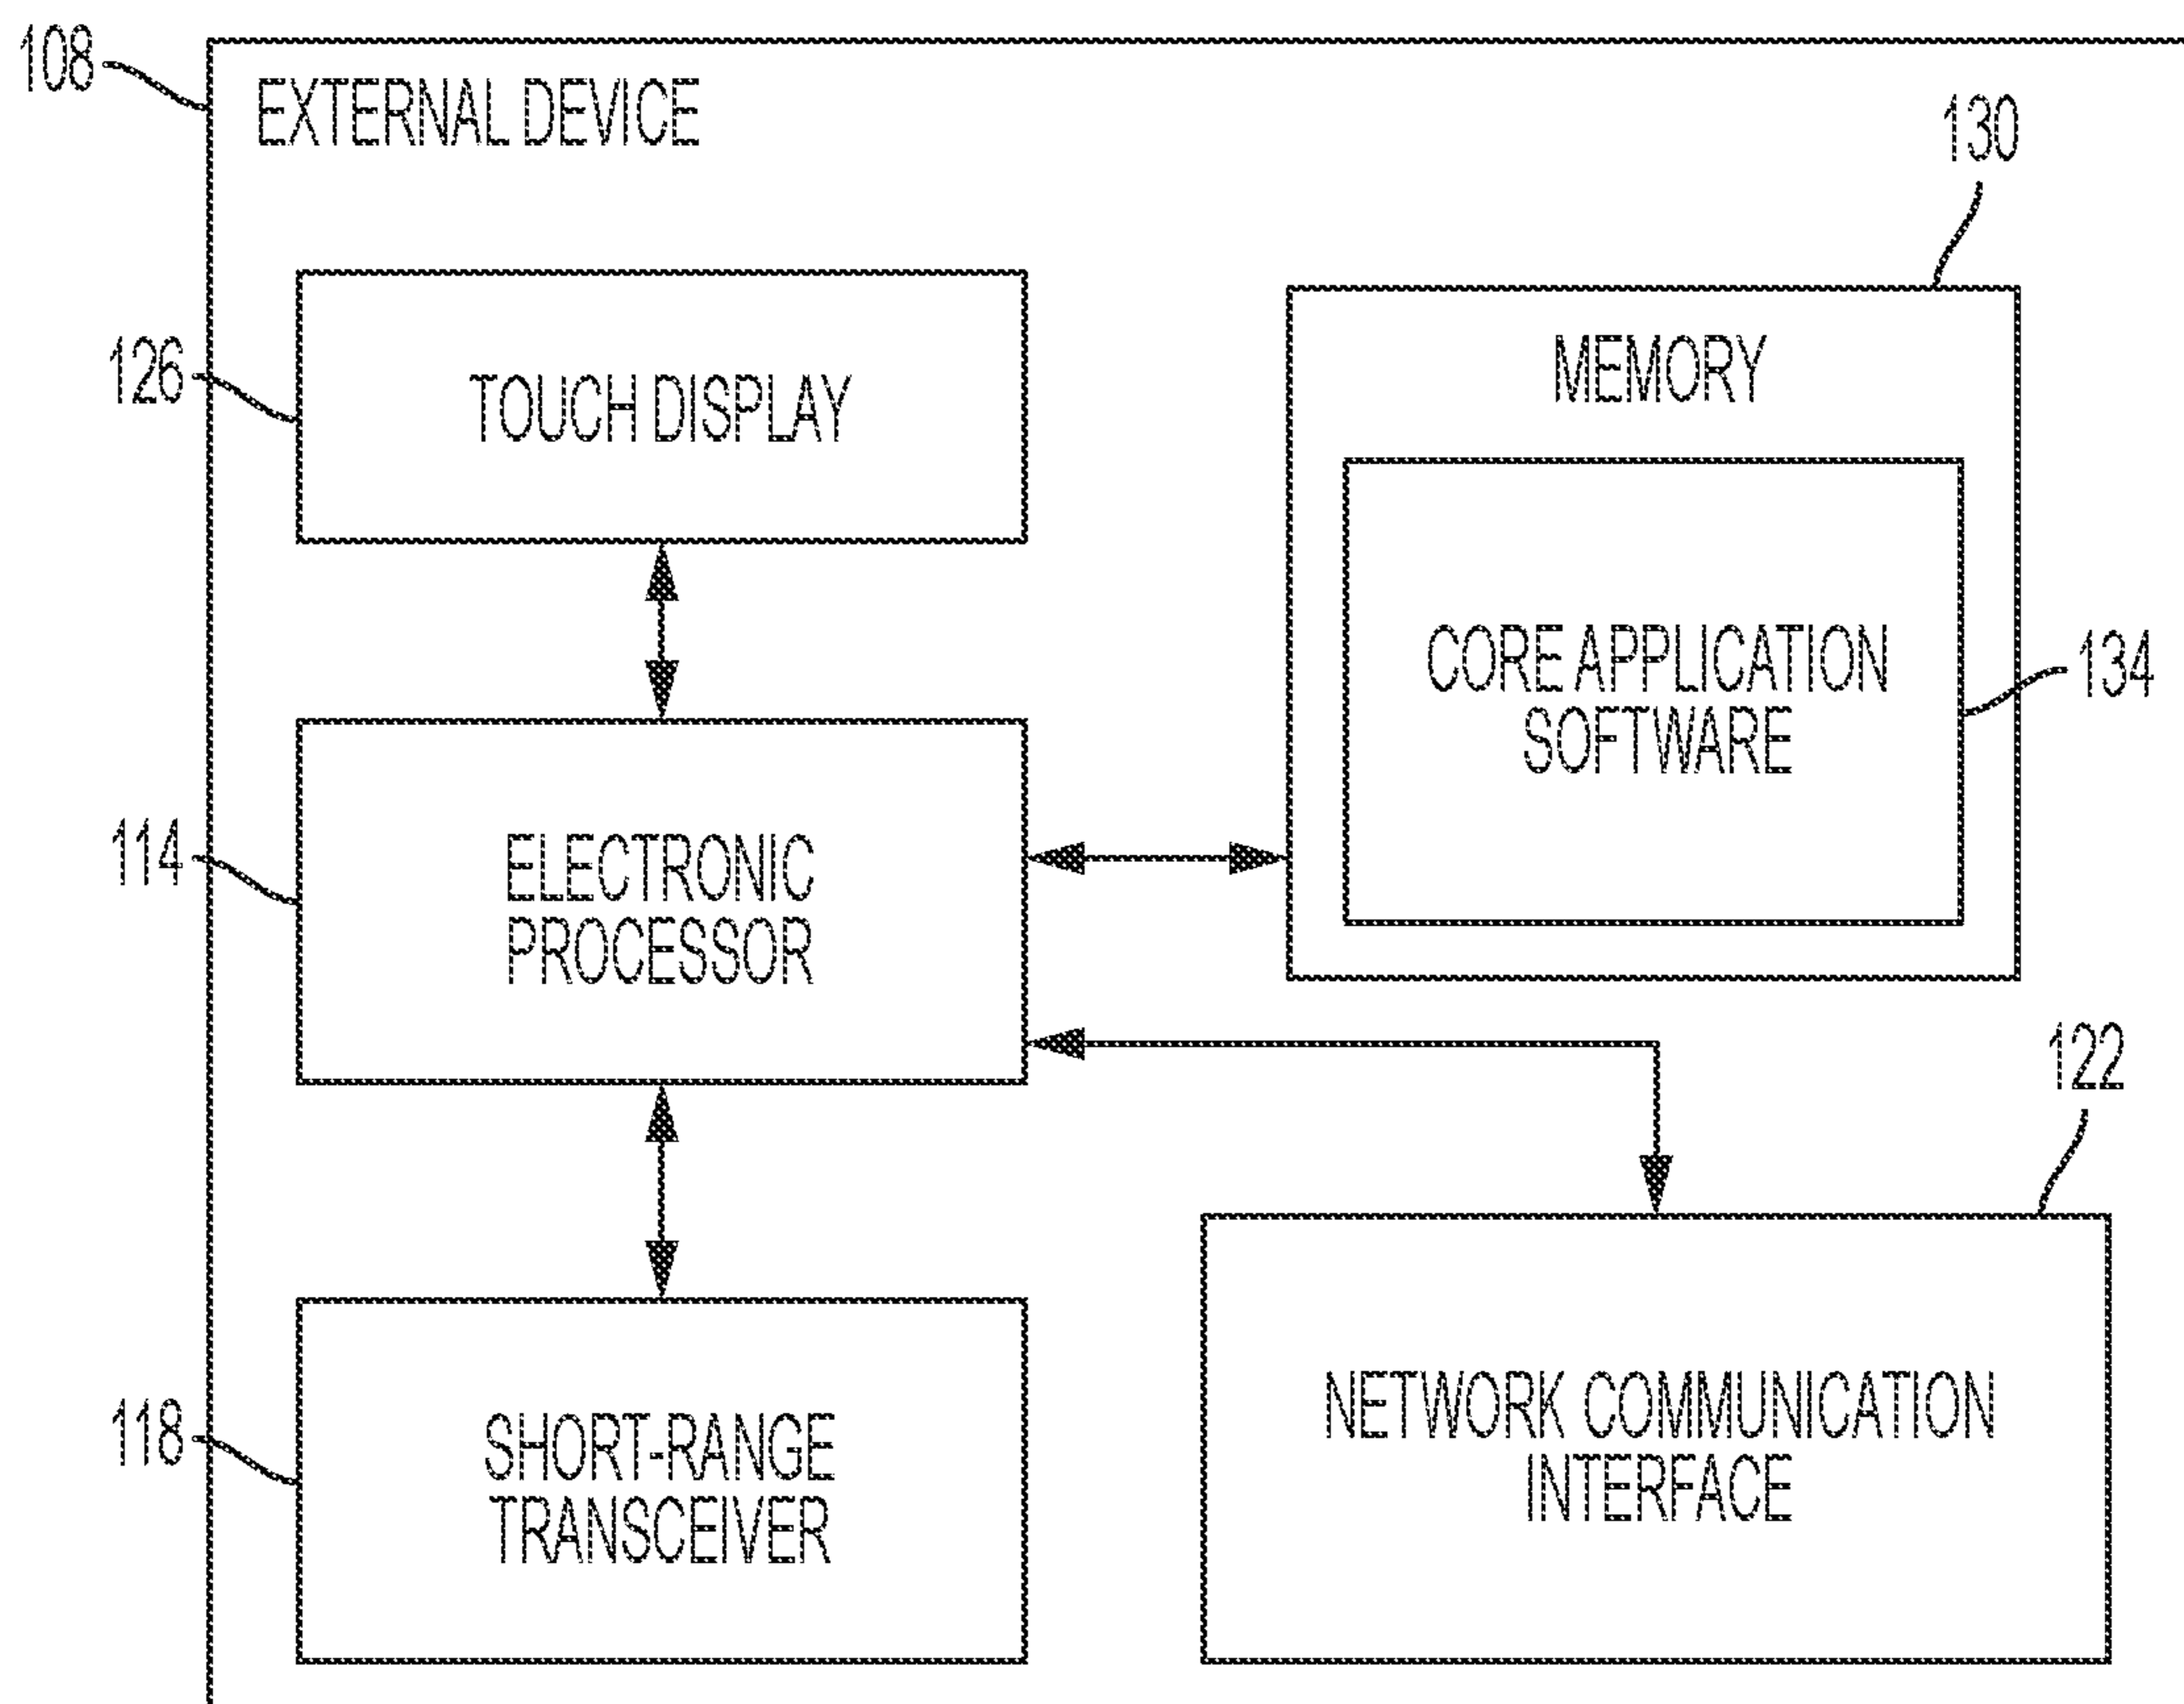 108
EXTERNAL DEVICE
130
126
TOUCH DISPLAY
MEMORY
CORE APPLICATION
SOFTWARE
134
114
ELECTRONIC
PROCESSOR
122
118
SHORT-RANGE
TRANSCEIVER
NETWORK COMMUNICATION
INTERFACE